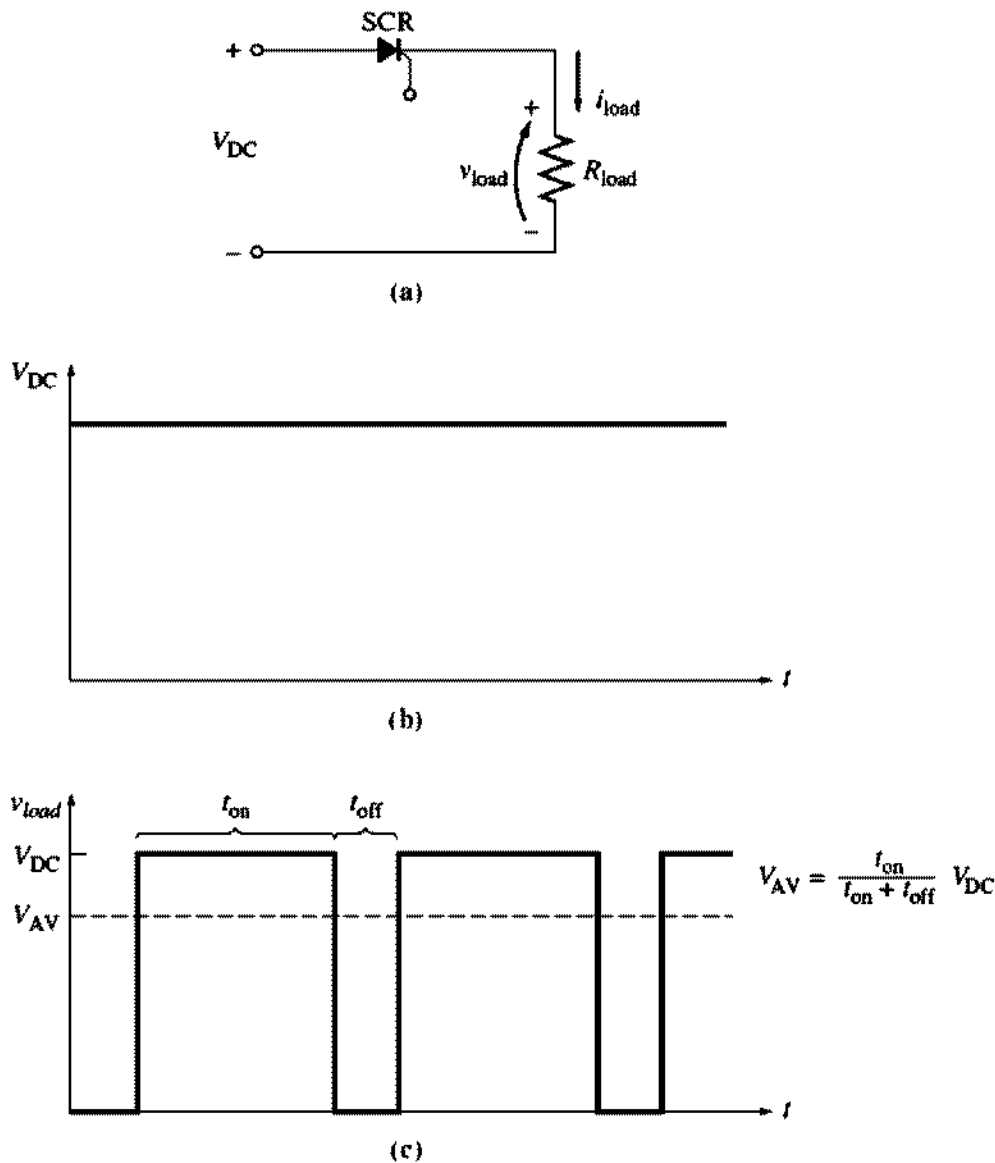 SCR
+
i_load
+
V_DC
v_load
R_load
–
–
(a)
V_DC
t
(b)
v_load
t_on
t_off
V_DC
V_AV = t_on / (t_on + t_off) V_DC
V_AV
t
(c)